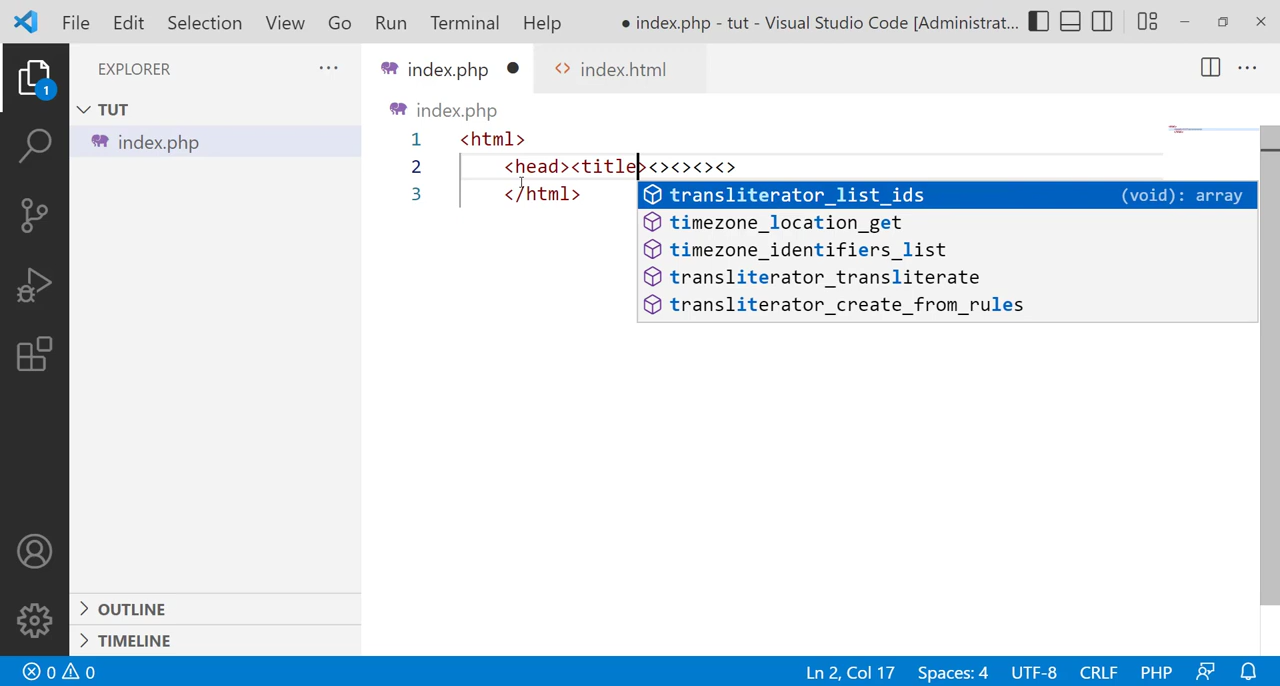 File Edit Selection View Go Run Terminal Help ● index.php - tut - Visual Studio Code [Administrat...
EXPLORER ···
index.php ●
index.html
···
1
TUT
index.php
index.php
1 <html>
2 <head><title><><><><>
3 </html>
transliterator_list_ids (void): array
timezone_location_get
timezone_identifiers_list
transliterator_transliterate
transliterator_create_from_rules
OUTLINE
TIMELINE
0 0 Ln 2, Col 17 Spaces: 4 UTF-8 CRLF PHP